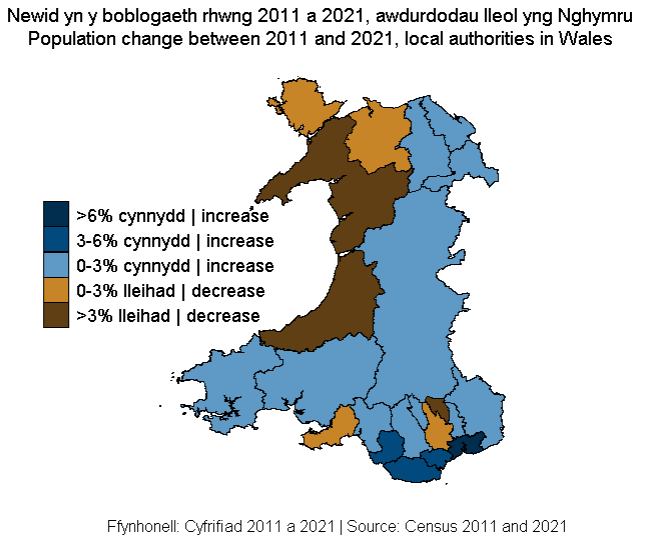 Newid yn y boblogaeth rhwng 2011 a 2021, awdurdodau lleol yng Nghymru
Population change between 2011 and 2021, local authorities in Wales
>6% cynnydd | increase
3-6% cynnydd | increase
0-3% cynnydd | increase
0-3% lleihad | decrease
>3% lleihad | decrease
Ffynhonell: Cyfrifiad 2011 a 2021 | Source: Census 2011 and 2021